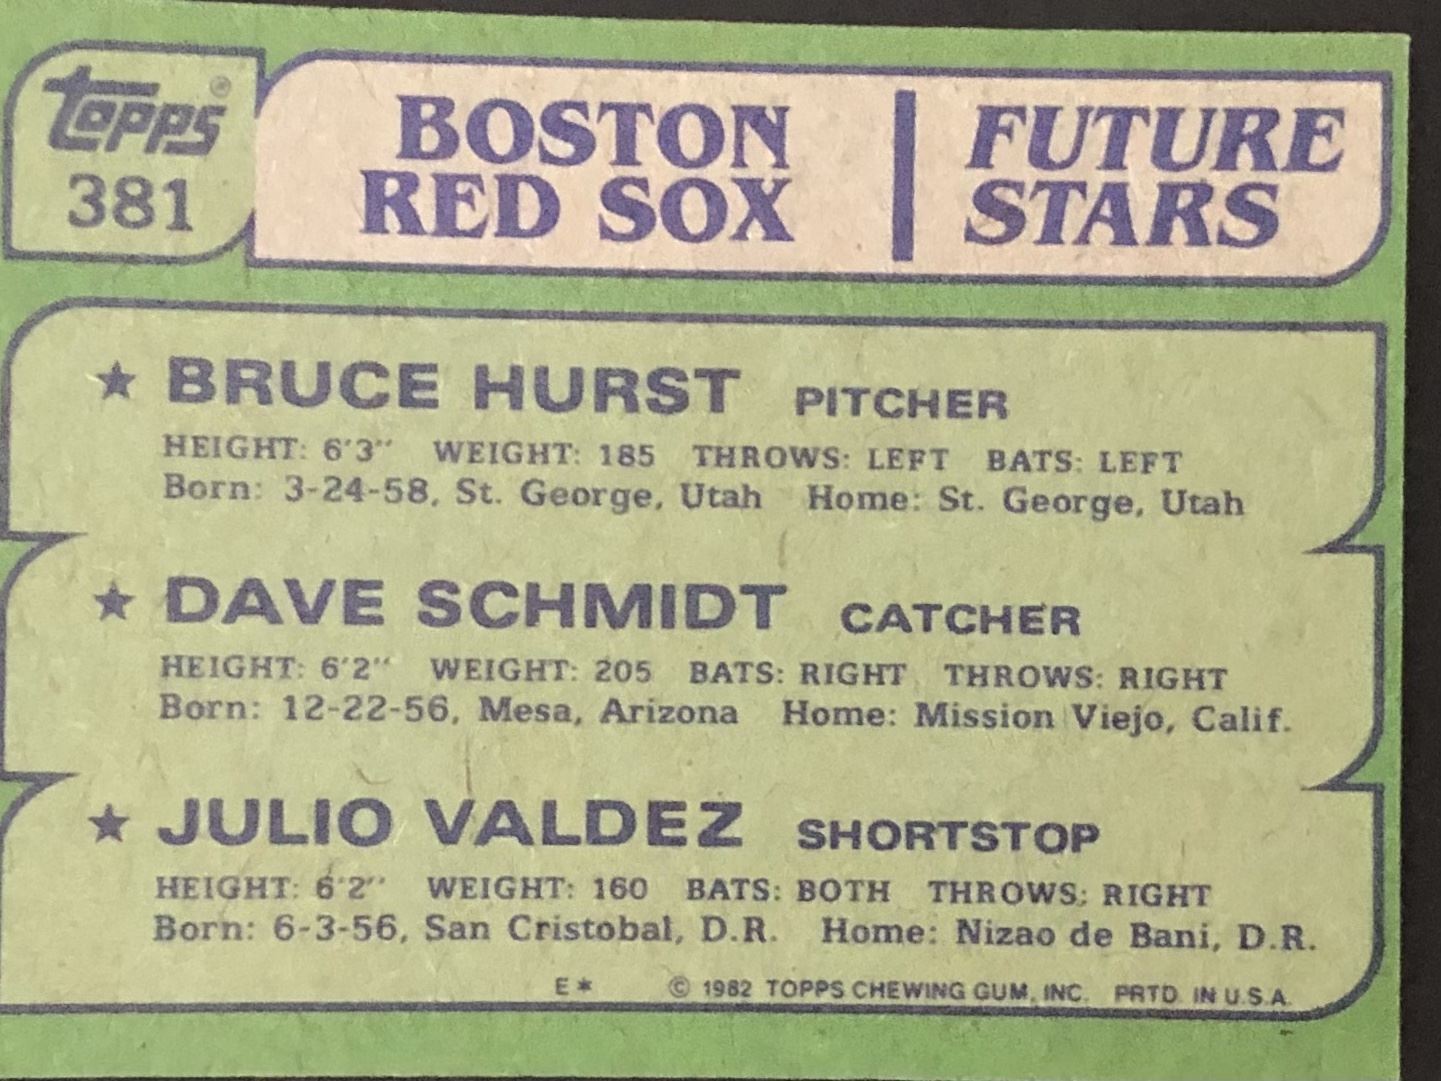 Topps®
381
BOSTON
RED SOX
FUTURE
STARS
★ BRUCE HURST PITCHER
HEIGHT: 6'3" WEIGHT: 185 THROWS: LEFT BATS: LEFT
Born: 3-24-58, St. George, Utah Home: St. George, Utah
★ DAVE SCHMIDT CATCHER
HEIGHT: 6'2" WEIGHT: 205 BATS: RIGHT THROWS: RIGHT
Born: 12-22-56, Mesa, Arizona Home: Mission Viejo, Calif.
★ JULIO VALDEZ SHORTSTOP
HEIGHT: 6'2" WEIGHT: 160 BATS: BOTH THROWS: RIGHT
Born: 6-3-56, San Cristobal, D.R. Home: Nizao de Bani, D.R.
E* © 1982 TOPPS CHEWING GUM, INC. PRTD. IN U.S.A.